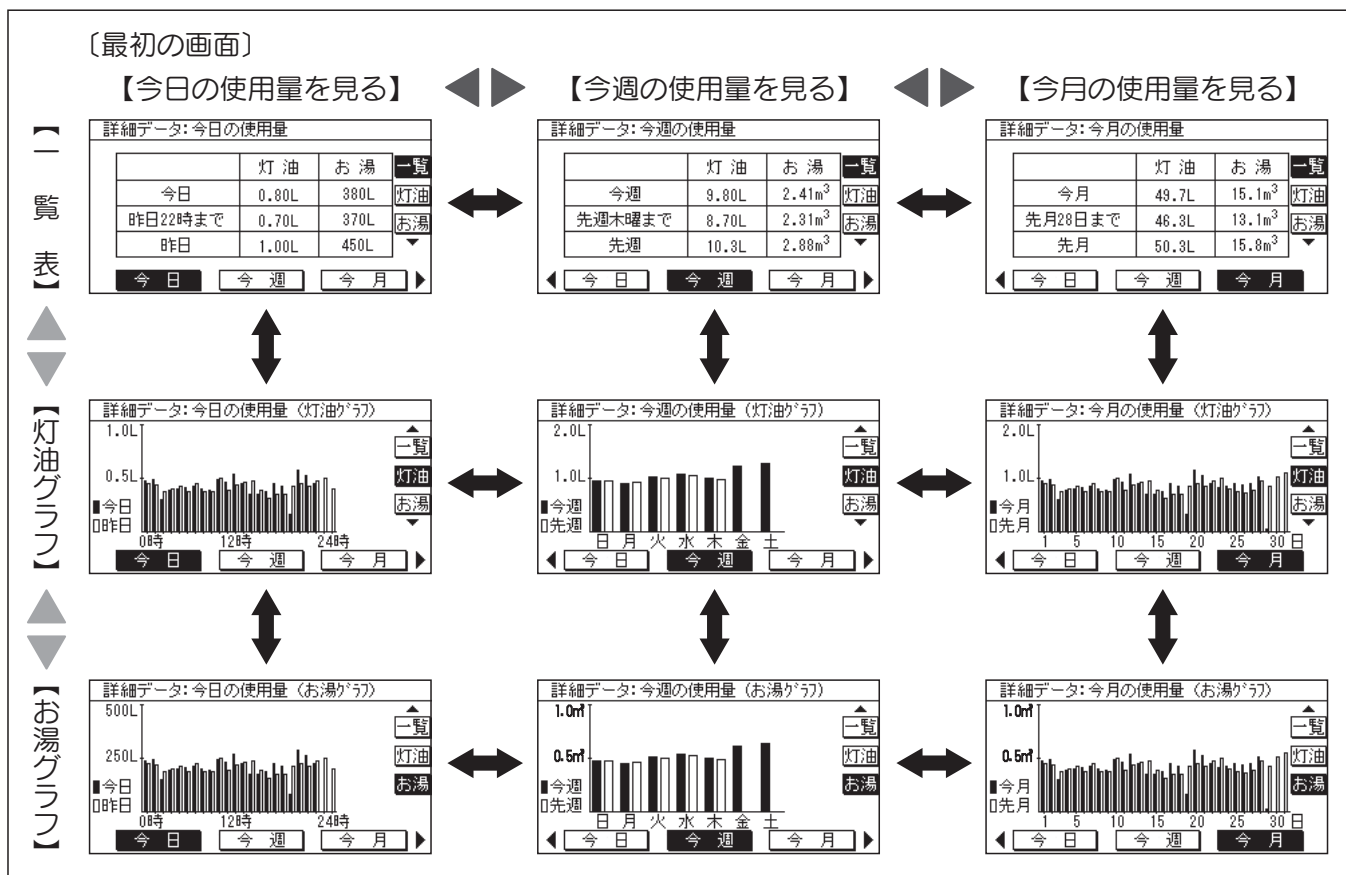 〔最初の画面〕
【今日の使用量を見る】 ◀▶ 【今週の使用量を見る】 ◀▶ 【今月の使用量を見る】
【一覧表】
詳細データ:今日の使用量
灯油 お湯
今日 0.80L 380L
昨日22時まで 0.70L 370L
昨日 1.00L 450L
一覧
灯油
お湯
▼
今日 今週 今月 ▶
詳細データ:今週の使用量
灯油 お湯
今週 9.80L 2.41m³
先週木曜まで 8.70L 2.31m³
先週 10.3L 2.88m³
一覧
灯油
お湯
▼
◀ 今日 今週 今月 ▶
詳細データ:今月の使用量
灯油 お湯
今月 49.7L 15.1m³
先月28日まで 46.3L 13.1m³
先月 50.3L 15.8m³
一覧
灯油
お湯
▼
◀ 今日 今週 今月
【灯油グラフ】
詳細データ:今日の使用量(灯油グラフ)
1.0L
0.5L
■今日
□昨日
0時 12時 24時
▲
一覧
灯油
お湯
▼
今日 今週 今月 ▶
詳細データ:今週の使用量(灯油グラフ)
2.0L
1.0L
■今週
□先週
日 月 火 水 木 金 土
▲
一覧
灯油
お湯
▼
◀ 今日 今週 今月 ▶
詳細データ:今月の使用量(灯油グラフ)
2.0L
1.0L
■今月
□先月
1 5 10 15 20 25 30日
▲
一覧
灯油
お湯
▼
◀ 今日 今週 今月
【お湯グラフ】
詳細データ:今日の使用量(お湯グラフ)
500L
250L
■今日
□昨日
0時 12時 24時
▲
一覧
灯油
お湯
今日 今週 今月 ▶
詳細データ:今週の使用量(お湯グラフ)
1.0㎥
0.5㎥
■今週
□先週
日 月 火 水 木 金 土
▲
一覧
灯油
お湯
◀ 今日 今週 今月 ▶
詳細データ:今月の使用量(お湯グラフ)
1.0㎥
0.5㎥
■今月
□先月
1 5 10 15 20 25 30日
▲
一覧
灯油
お湯
◀ 今日 今週 今月